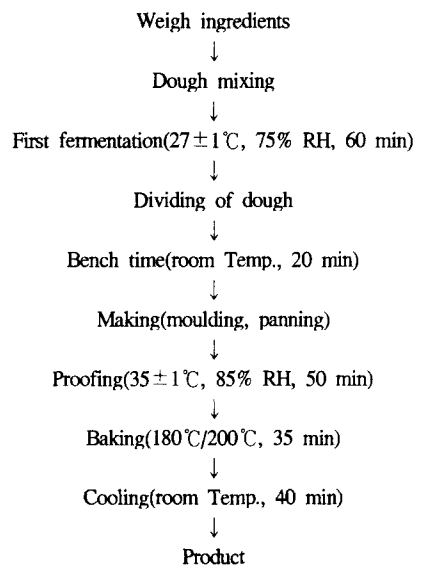 Weigh ingredients
↓
Dough mixing
↓
First fermentation(27±1℃, 75% RH, 60 min)
↓
Dividing of dough
↓
Bench time(room Temp., 20 min)
↓
Making(moulding, panning)
↓
Proofing(35±1℃, 85% RH, 50 min)
↓
Baking(180℃/200℃, 35 min)
↓
Cooling(room Temp., 40 min)
↓
Product